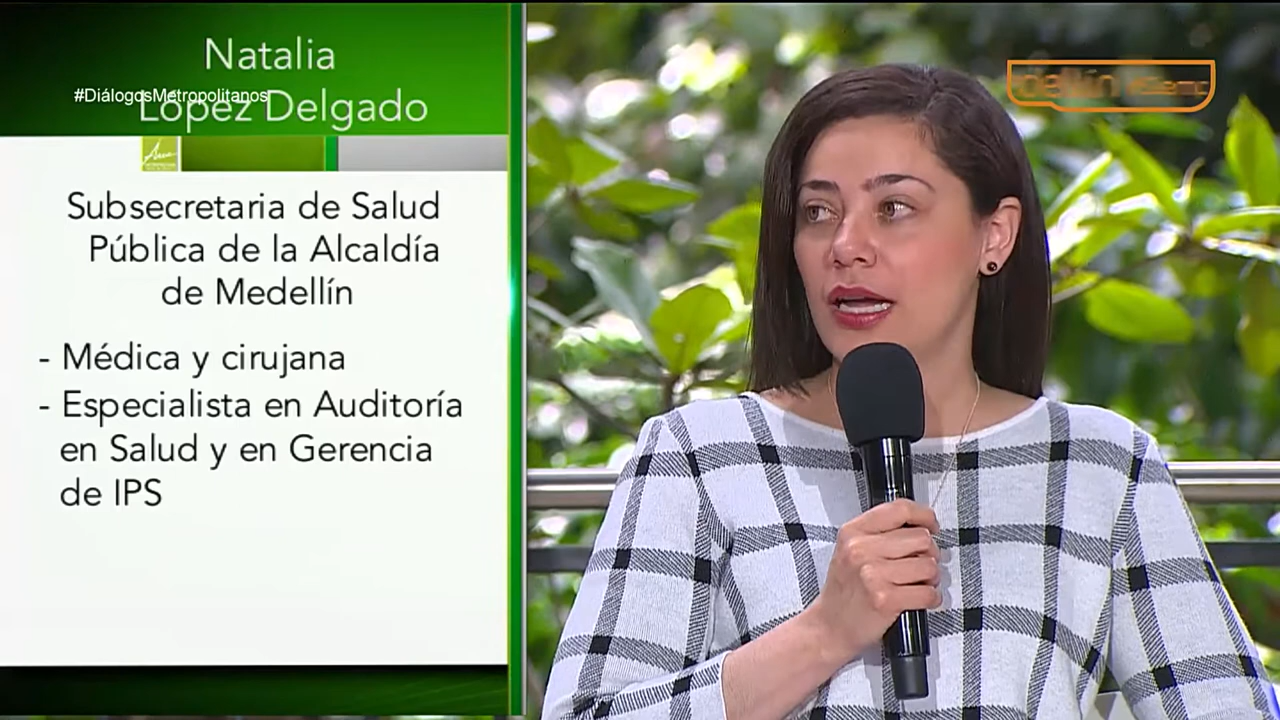 Natalia
López Delgado
#DiálogosMetropolitanos
Subsecretaria de Salud
Pública de la Alcaldía
de Medellín
- Médica y cirujana
- Especialista en Auditoría
en Salud y en Gerencia
de IPS